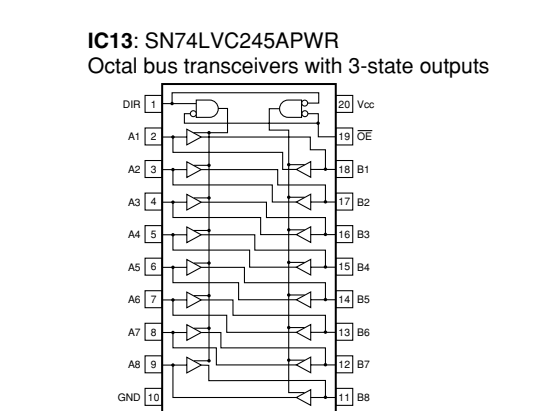 IC13: SN74LVC245APWR
Octal bus transceivers with 3-state outputs
DIR 1 20 Vcc
A1 2 19 OE
A2 3 18 B1
A3 4 17 B2
A4 5 16 B3
A5 6 15 B4
A6 7 14 B5
A7 8 13 B6
A8 9 12 B7
GND 10 11 B8